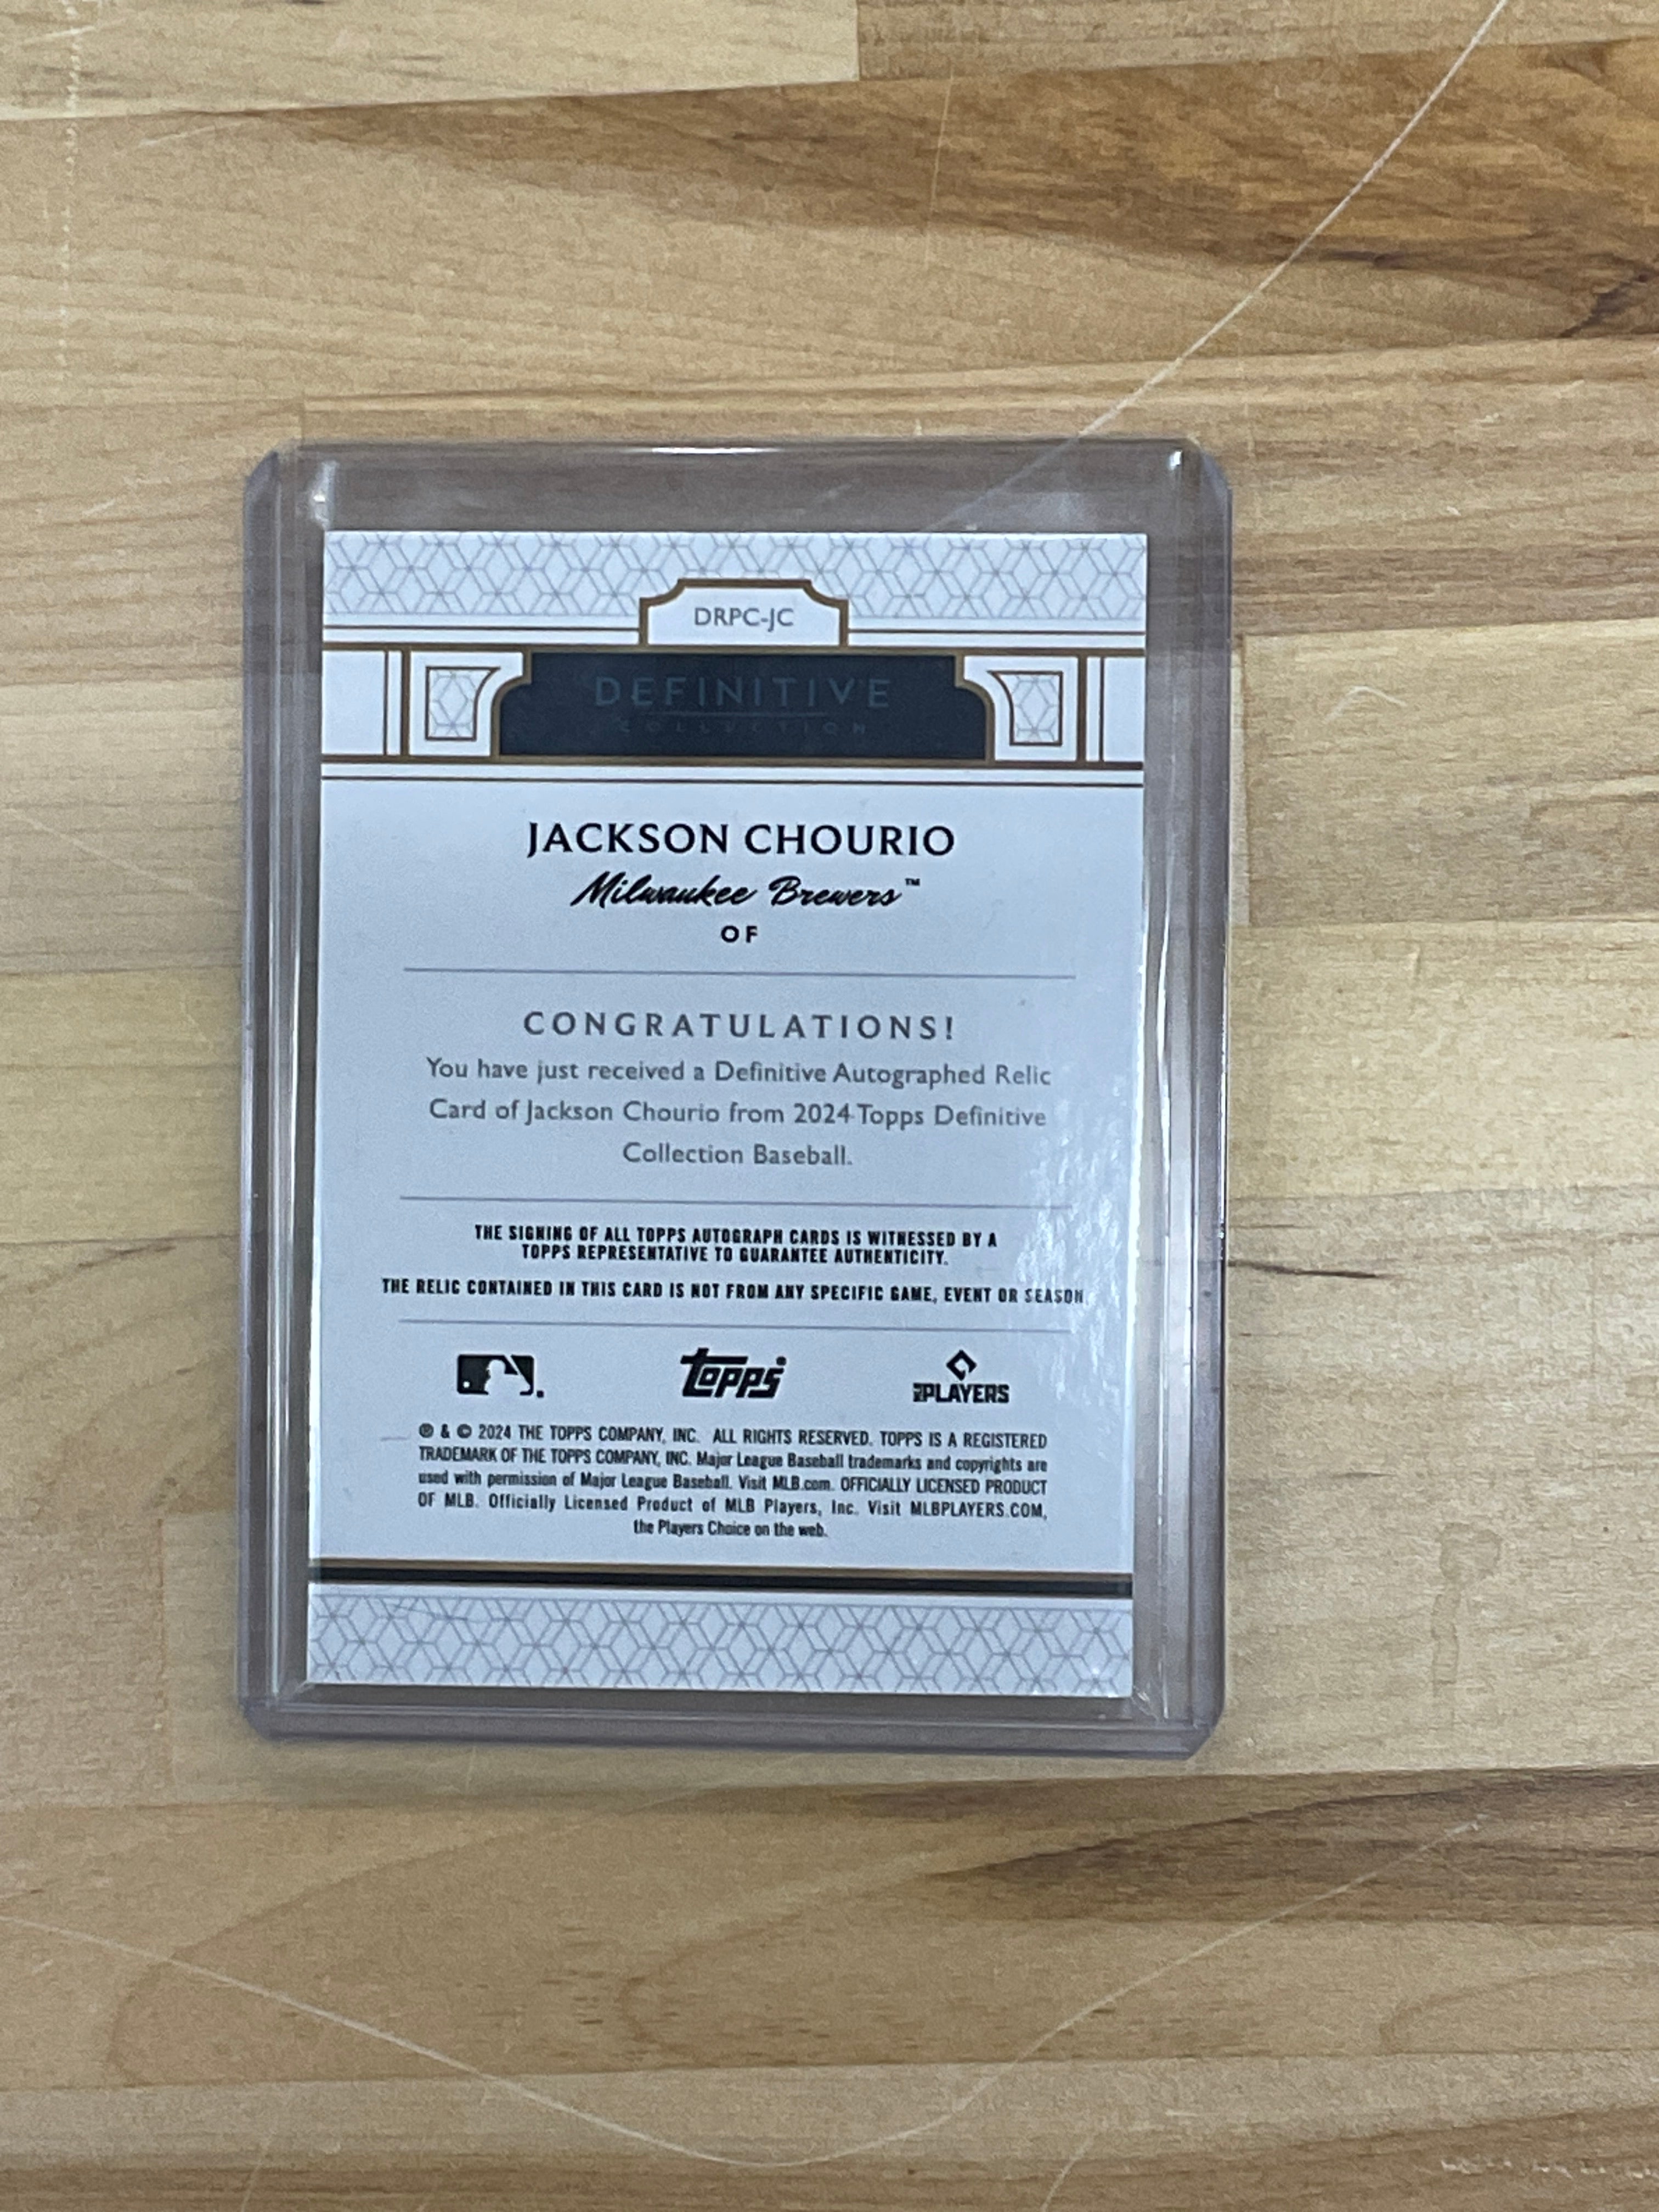 DRPC-JC
DEFINITIVE
COLLECTION
JACKSON CHOURIO
Milwaukee Brewers™
OF
CONGRATULATIONS!
You have just received a Definitive Autographed Relic
Card of Jackson Chourio from 2024 Topps Definitive
Collection Baseball.
THE SIGNING OF ALL TOPPS AUTOGRAPH CARDS IS WITNESSED BY A
TOPPS REPRESENTATIVE TO GUARANTEE AUTHENTICITY.
THE RELIC CONTAINED IN THIS CARD IS NOT FROM ANY SPECIFIC GAME, EVENT OR SEASON
topps
MLB PLAYERS
® & © 2024 THE TOPPS COMPANY, INC. ALL RIGHTS RESERVED. TOPPS IS A REGISTERED
TRADEMARK OF THE TOPPS COMPANY, INC. Major League Baseball trademarks and copyrights are
used with permission of Major League Baseball. Visit MLB.com. OFFICIALLY LICENSED PRODUCT
OF MLB. Officially Licensed Product of MLB Players, Inc. Visit MLBPLAYERS.COM,
the Players Choice on the web.